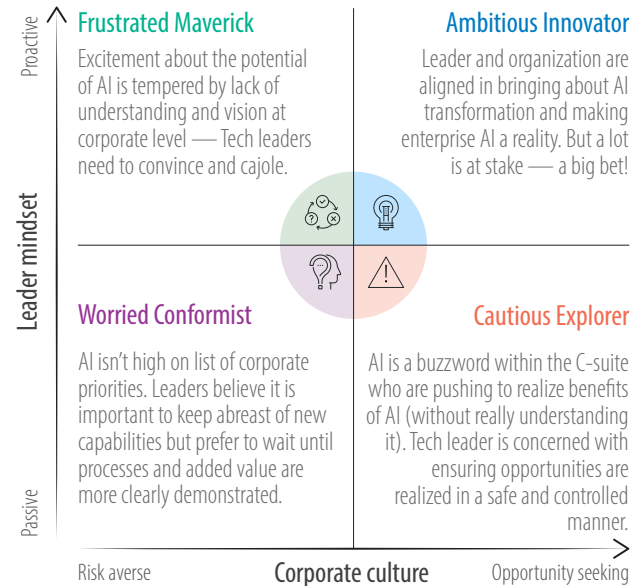 Proactive
Frustrated Maverick
Excitement about the potential
of AI is tempered by lack of
understanding and vision at
corporate level — Tech leaders
need to convince and cajole.
Ambitious Innovator
Leader and organization are
aligned in bringing about AI
transformation and making
enterprise AI a reality. But a lot
is at stake — a big bet!
Leader mindset
Worried Conformist
AI isn’t high on list of corporate
priorities. Leaders believe it is
important to keep abreast of new
capabilities but prefer to wait until
processes and added value are
more clearly demonstrated.
Cautious Explorer
AI is a buzzword within the C-suite
who are pushing to realize benefits
of AI (without really understanding
it). Tech leader is concerned with
ensuring opportunities are
realized in a safe and controlled
manner.
Passive
Risk averse
Corporate culture
Opportunity seeking